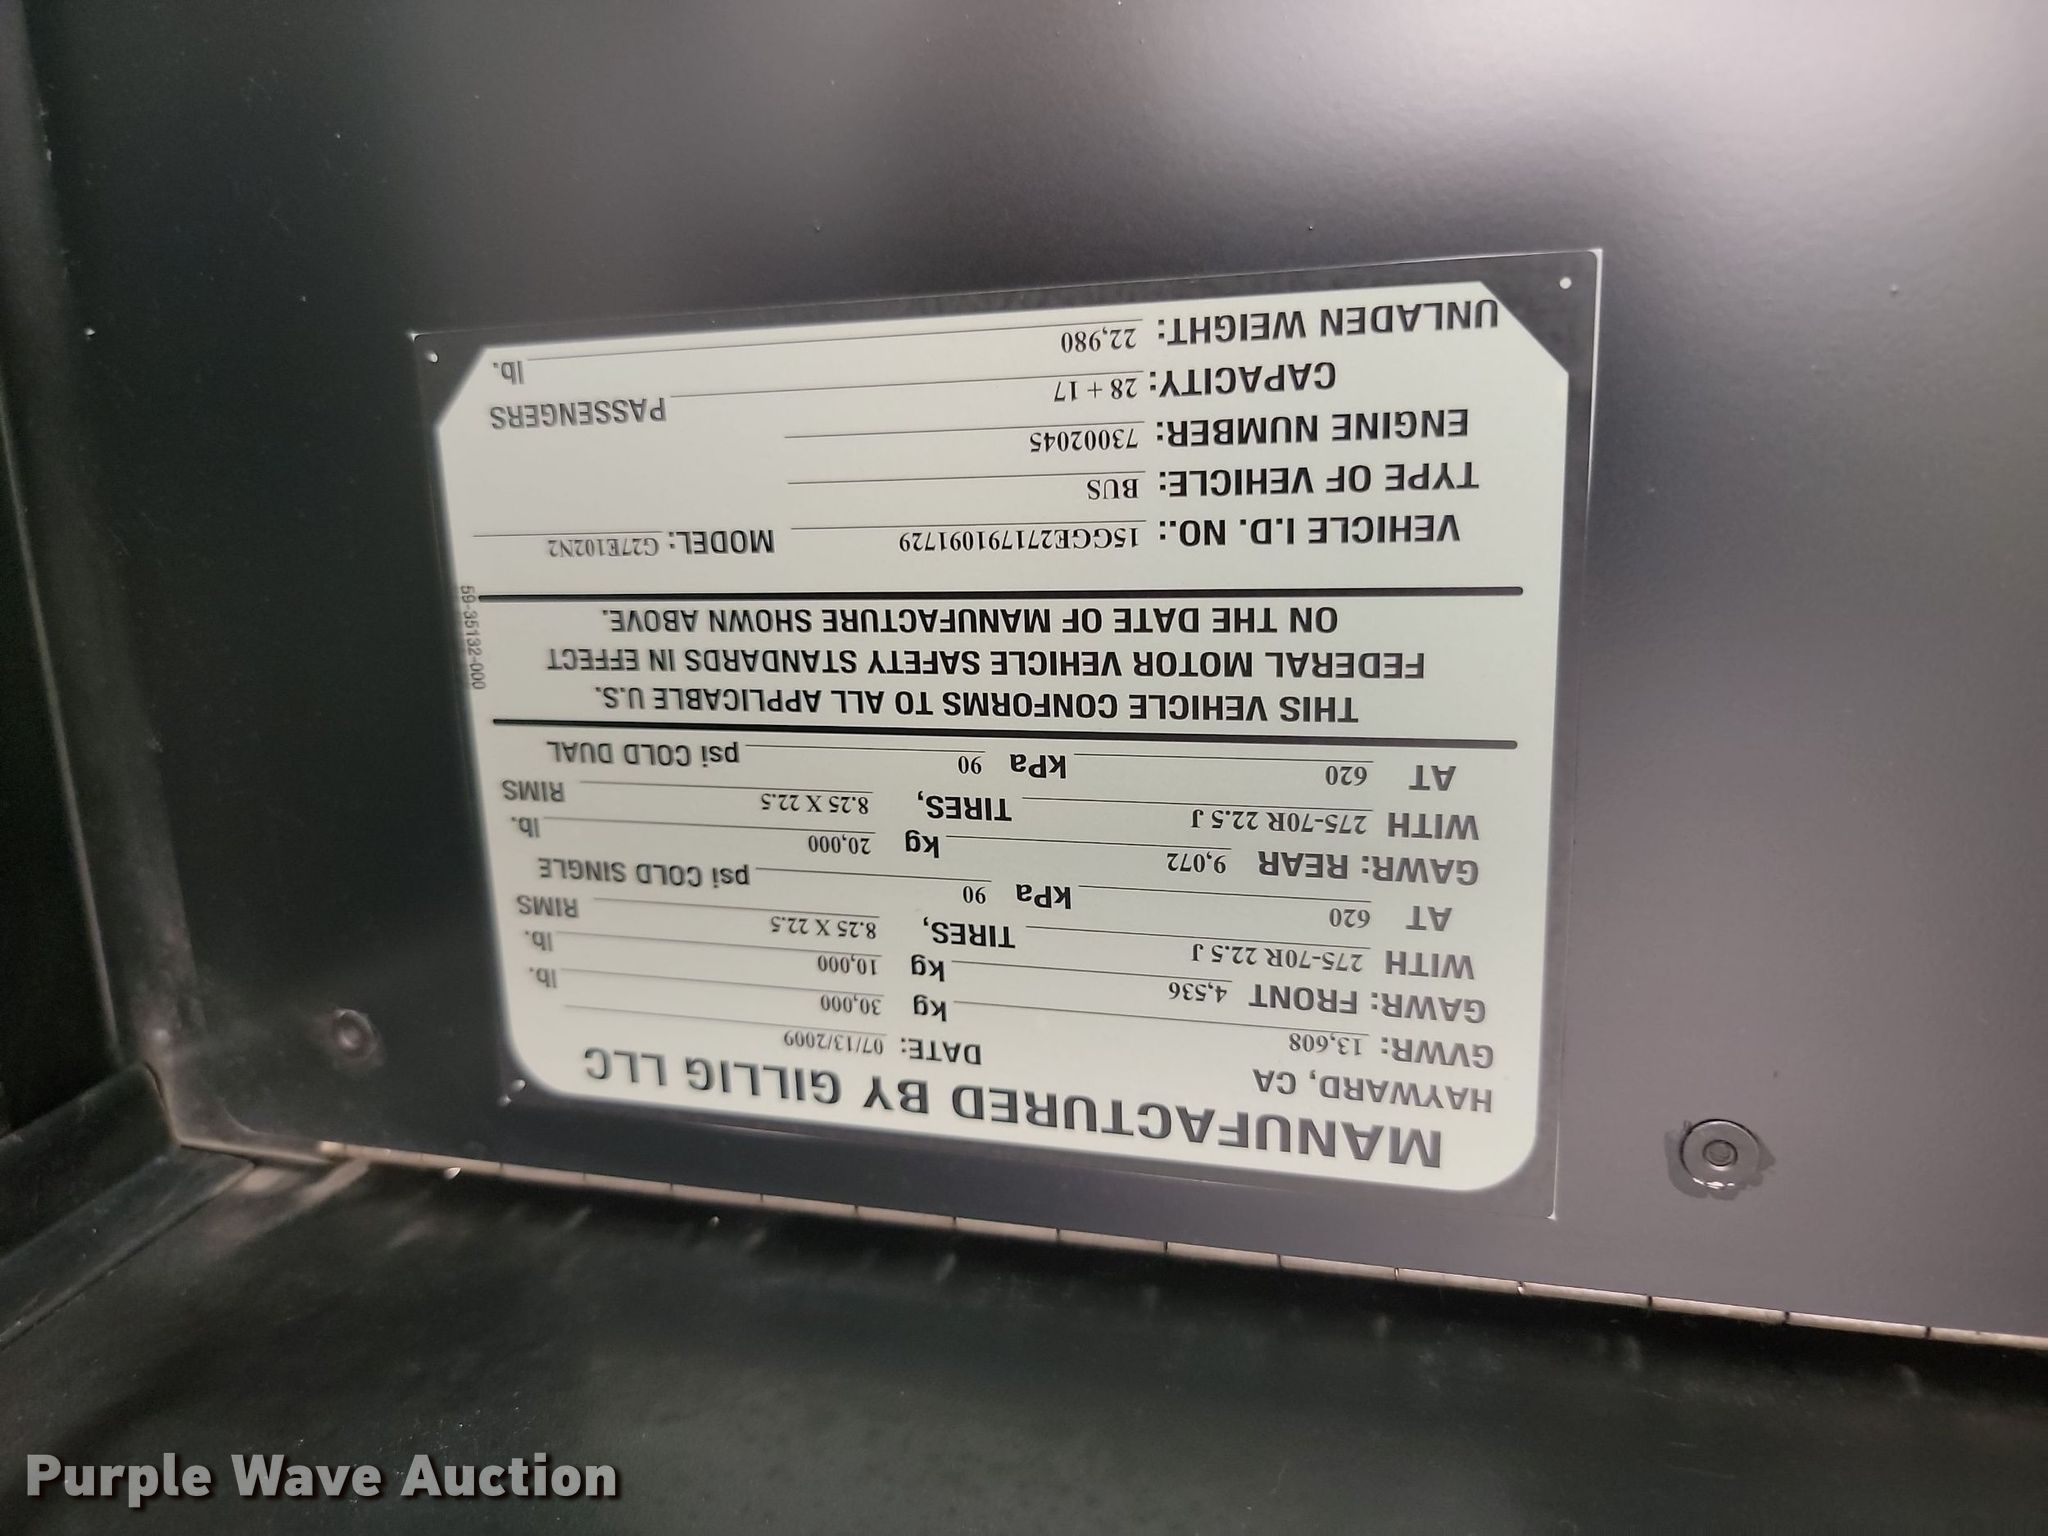 MANUFACTURED BY GILLIG LLC
HAYWARD, CA DATE: 07/13/2009
GVWR: 13,608 kg 30,000 lb.
GAWR: FRONT 4,536 kg 10,000 lb.
WITH 275-70R 22.5 J TIRES, 8.25 X 22.5 RIMS
AT 620 kPa 90 psi COLD SINGLE
GAWR: REAR 9,072 kg 20,000 lb.
WITH 275-70R 22.5 J TIRES, 8.25 X 22.5 RIMS
AT 620 kPa 90 psi COLD DUAL
THIS VEHICLE CONFORMS TO ALL APPLICABLE U.S.
FEDERAL MOTOR VEHICLE SAFETY STANDARDS IN EFFECT
ON THE DATE OF MANUFACTURE SHOWN ABOVE.
59-35132-000
VEHICLE I.D. NO.: 15GGE271791091729 MODEL: G27E102N2
TYPE OF VEHICLE: BUS
ENGINE NUMBER: 73002045
CAPACITY: 28 + 17 PASSENGERS
UNLADEN WEIGHT: 22,980 lb.
Purple Wave Auction